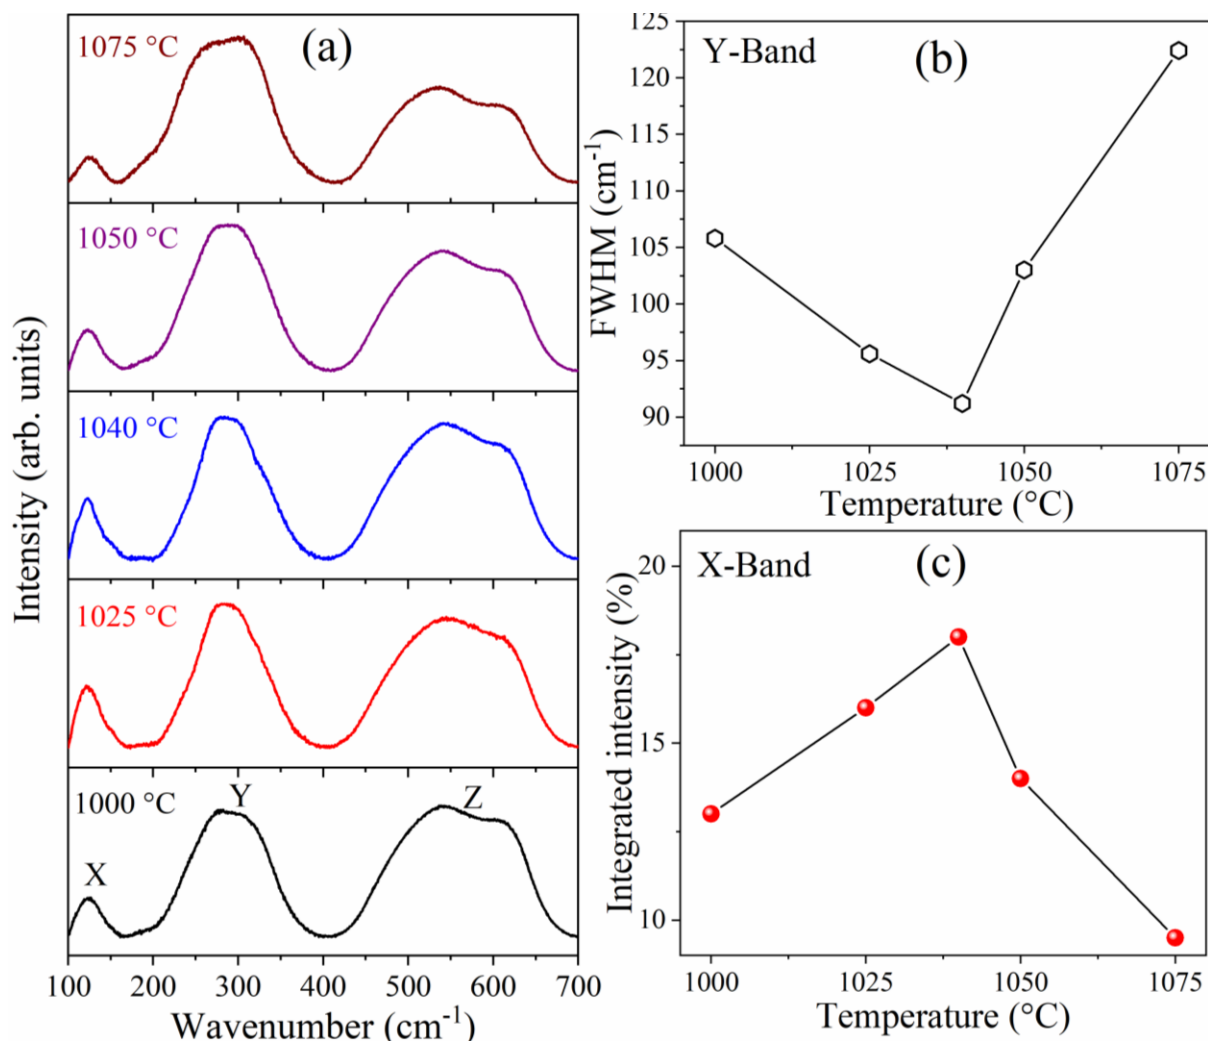 (a)
1075 °C
1050 °C
1040 °C
1025 °C
1000 °C
X
Y
Z
Intensity (arb. units)
100 200 300 400 500 600 700
Wavenumber (cm⁻¹)
Y-Band
(b)
FWHM (cm⁻¹)
125
120
115
110
105
100
95
90
1000 1025 1050 1075
Temperature (°C)
X-Band
(c)
Integrated intensity (%)
20
15
10
1000 1025 1050 1075
Temperature (°C)